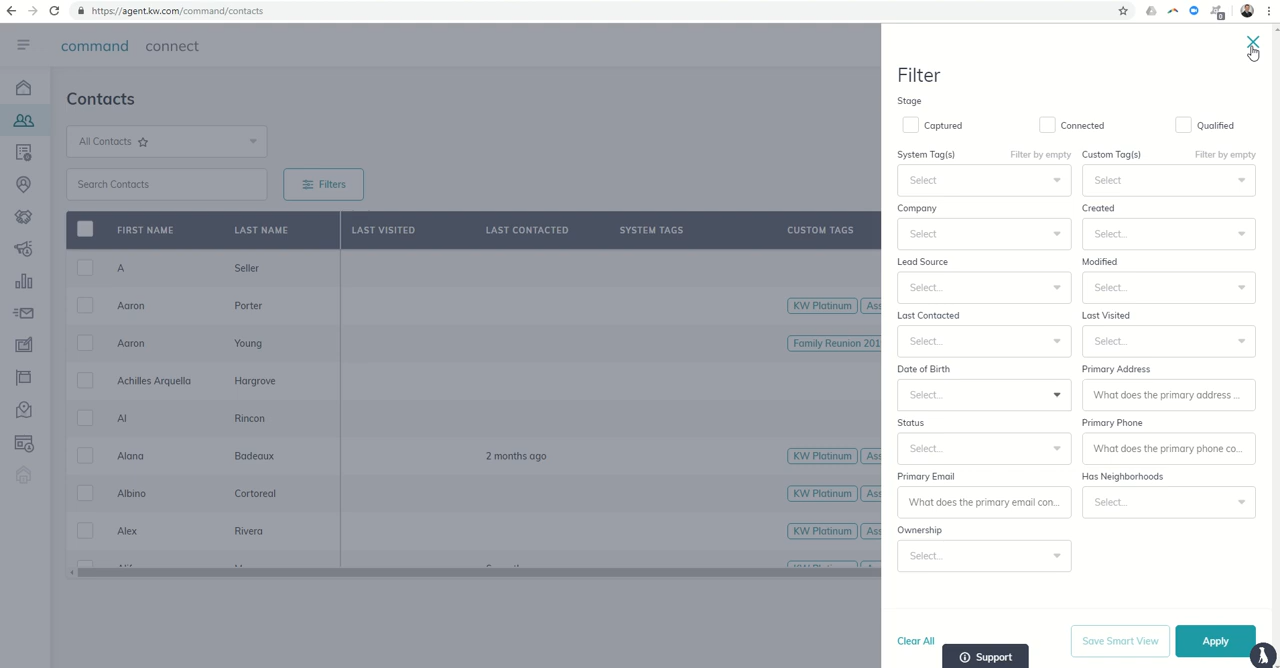 https://agent.kw.com/command/contacts
8
command connect
Contacts
All Contacts
Search Contacts
Filters
FIRST NAME LAST NAME LAST VISITED LAST CONTACTED SYSTEM TAGS CUSTOM TAGS
A Seller
Aaron Porter KW Platinum Ass
Aaron Young Family Reunion 201
Achilles Arquella Hargrove
Al Rincon
Alana Badeaux 2 months ago KW Platinum Ass
Albino Cortoreal KW Platinum Ass
Alex Rivera KW Platinum Ass
Filter
Stage
Captured Connected Qualified
System Tag(s) Filter by empty Custom Tag(s) Filter by empty
Select Select
Company Created
Select Select...
Lead Source Modified
Select... Select...
Last Contacted Last Visited
Select... Select...
Date of Birth Primary Address
Select... What does the primary address ...
Status Primary Phone
Select... What does the primary phone co...
Primary Email Has Neighborhoods
What does the primary email con... Select...
Ownership
Select...
Clear All Save Smart View Apply
Support